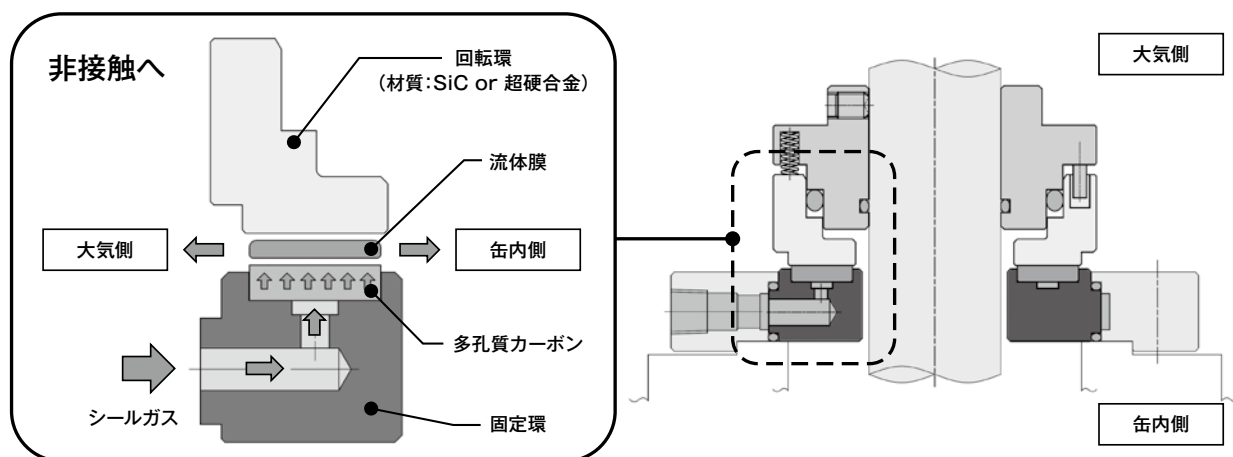 非接触へ
回転環
（材質：SiC or 超硬合金）
流体膜
大気側
缶内側
多孔質カーボン
シールガス
固定環
大気側
缶内側